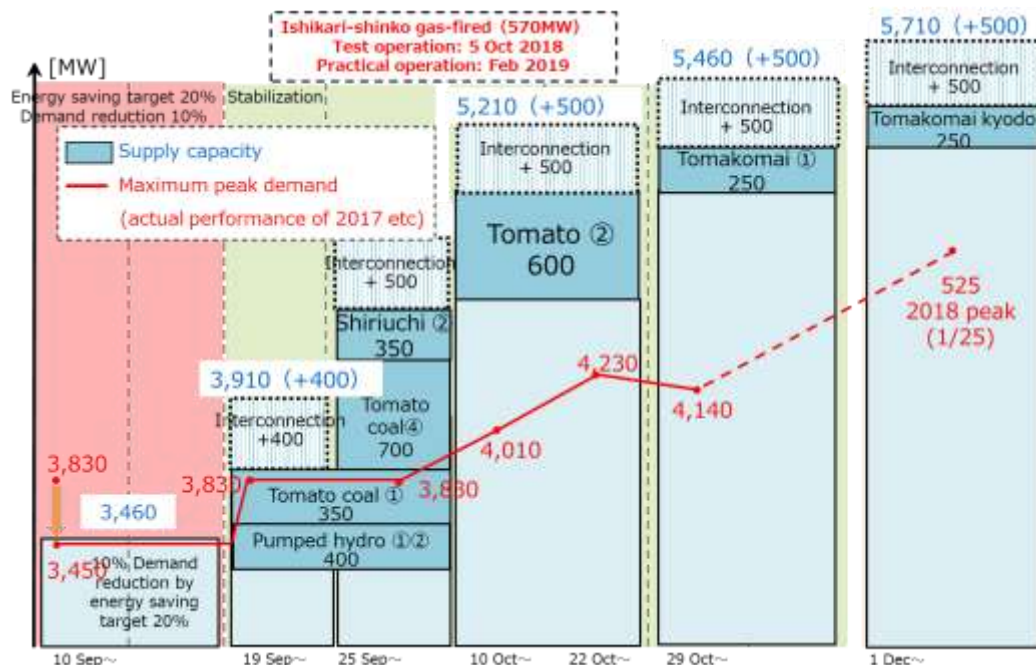 Ishikari-shinko gas-fired (570MW)
Test operation: 5 Oct 2018
Practical operation: Feb 2019
5,710 (+500)
5,460 (+500)
5,210 (+500)
[MW]
Energy saving target 20%
Demand reduction 10%
Stabilization
Supply capacity
Maximum peak demand
(actual performance of 2017 etc)
Interconnection
+ 500
Interconnection
+ 500
Interconnection
+ 500
Tomakomai kyodo
250
Tomakomai ①
250
Tomato ②
600
Interconnection
+ 500
Shiriuchi ②
350
3,910 (+400)
Interconnection
+400
Tomato
coal④
700
525
2018 peak
(1/25)
4,230
4,140
4,010
3,830
3,830
3,830
3,460
Tomato coal ①
350
Pumped hydro ①②
400
3,450
10% Demand
reduction by
energy saving
target 20%
10 Sep～
19 Sep～
25 Sep～
10 Oct～
22 Oct～
29 Oct～
1 Dec～